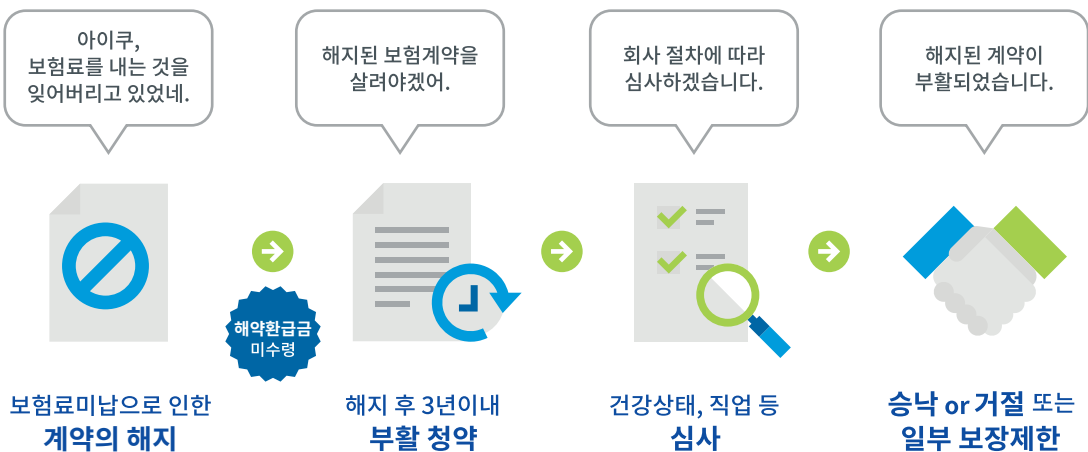 아이쿠,
보험료를 내는 것을
잊어버리고 있었네.
해지된 보험계약을
살려야겠어.
회사 절차에 따라
심사하겠습니다.
해지된 계약이
부활되었습니다.
해약환급금
미수령
보험료미납으로 인한
계약의 해지
해지 후 3년이내
부활 청약
건강상태, 직업 등
심사
승낙 or 거절 또는
일부 보장제한